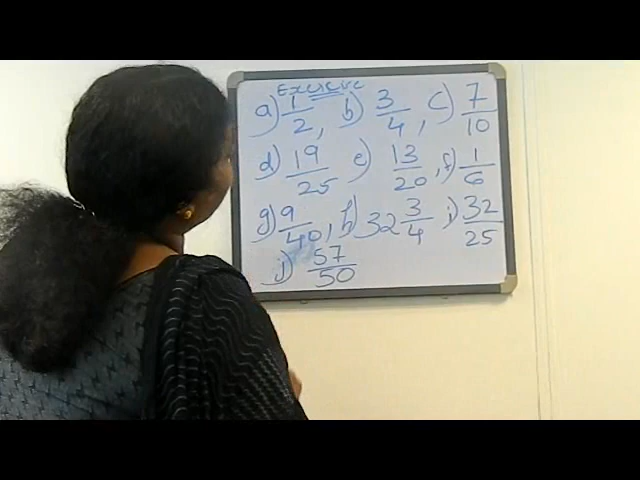 Exercise
a) 1/2, b) 3/4, c) 7/10
d) 19/25 e) 13/20, f) 1/6
g) 9/40, h) 32 3/4 i) 32/25
j) 57/50